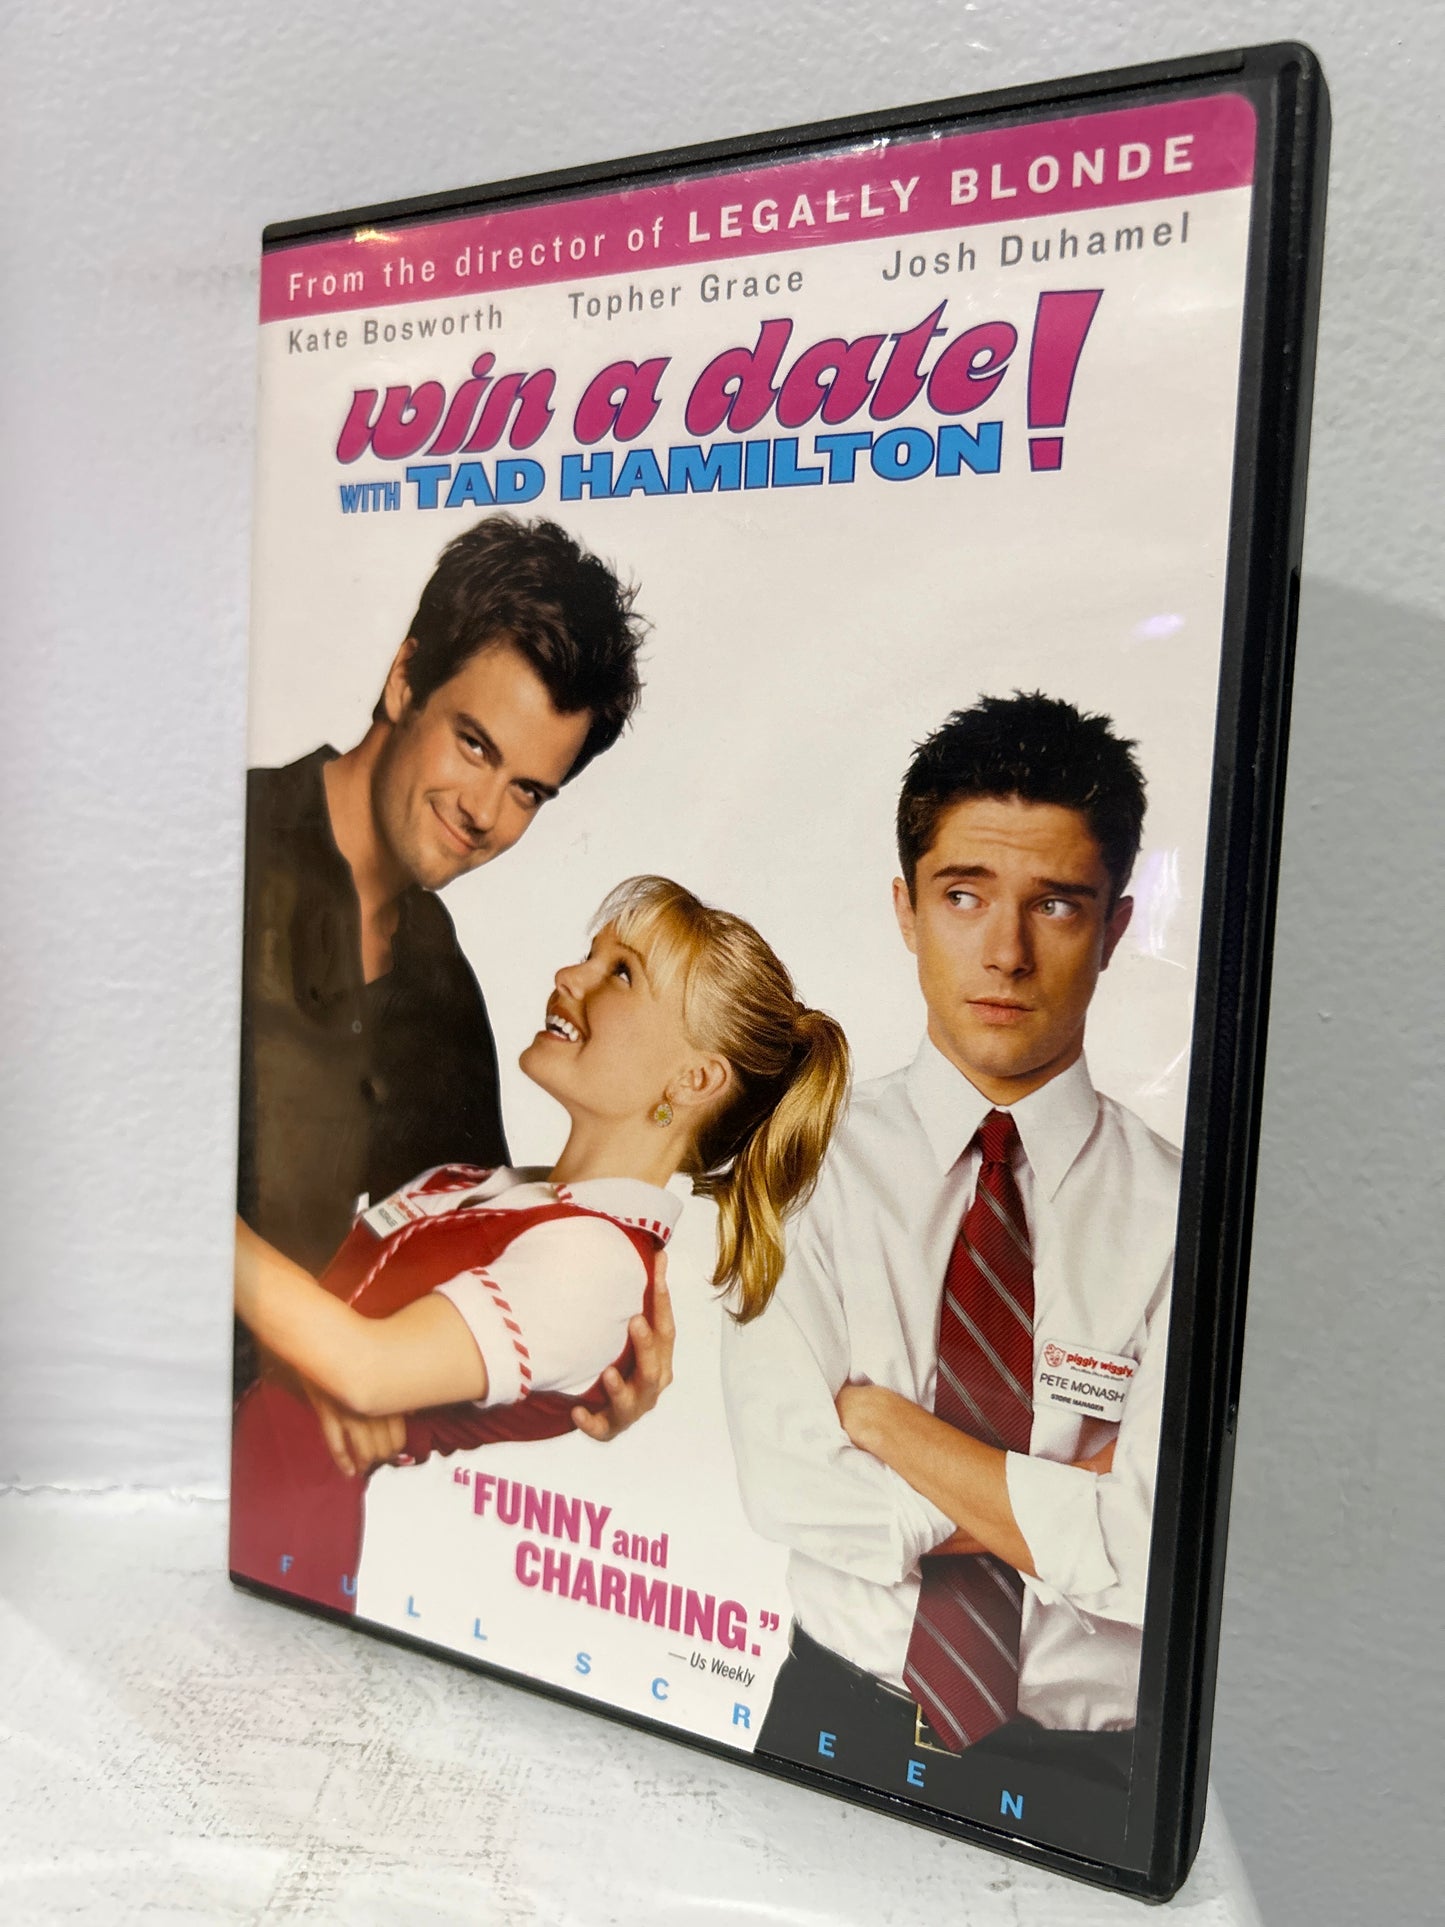 From the director of LEGALLY BLONDE
Kate Bosworth Topher Grace Josh Duhamel
win a date!
WITH TAD HAMILTON
piggly wiggly
PETE MONASH
STORE MANAGER
“FUNNY and
CHARMING.”
—Us Weekly
FULL SCREEN